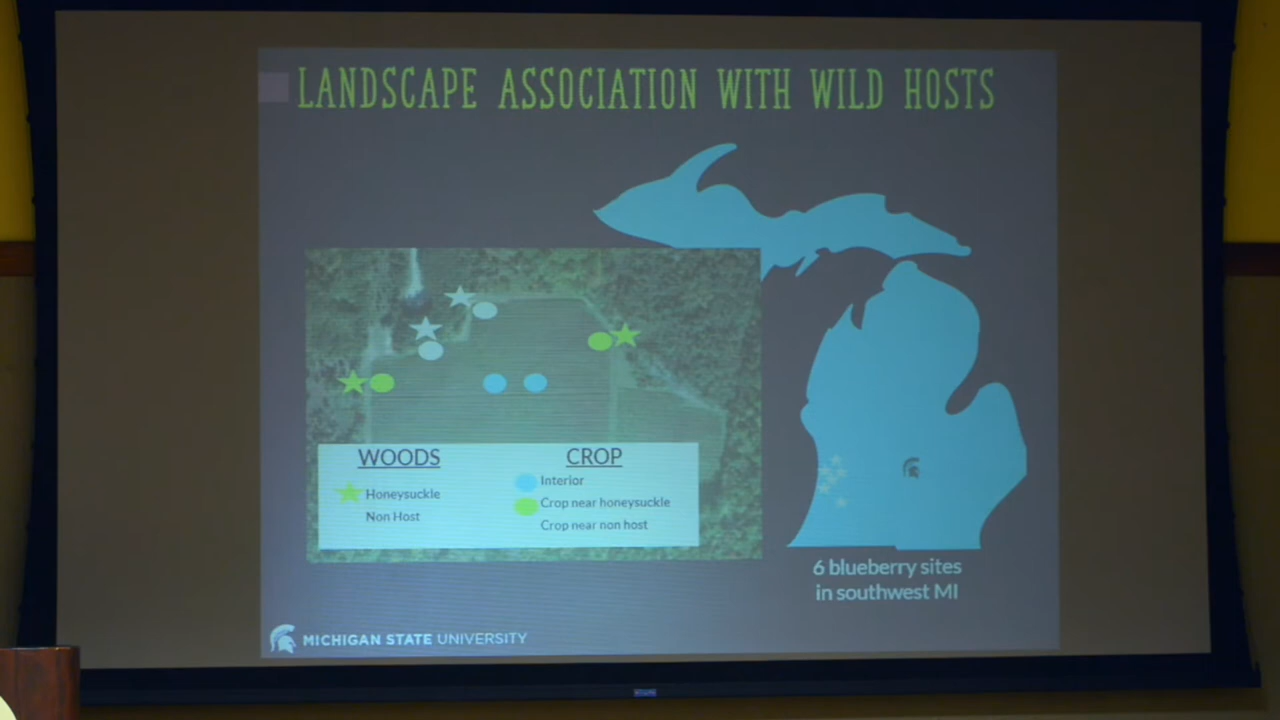 LANDSCAPE ASSOCIATION WITH WILD HOSTS
WOODS
Honeysuckle
Non Host
CROP
Interior
Crop near honeysuckle
Crop near non host
6 blueberry sites
in southwest MI
MICHIGAN STATE UNIVERSITY